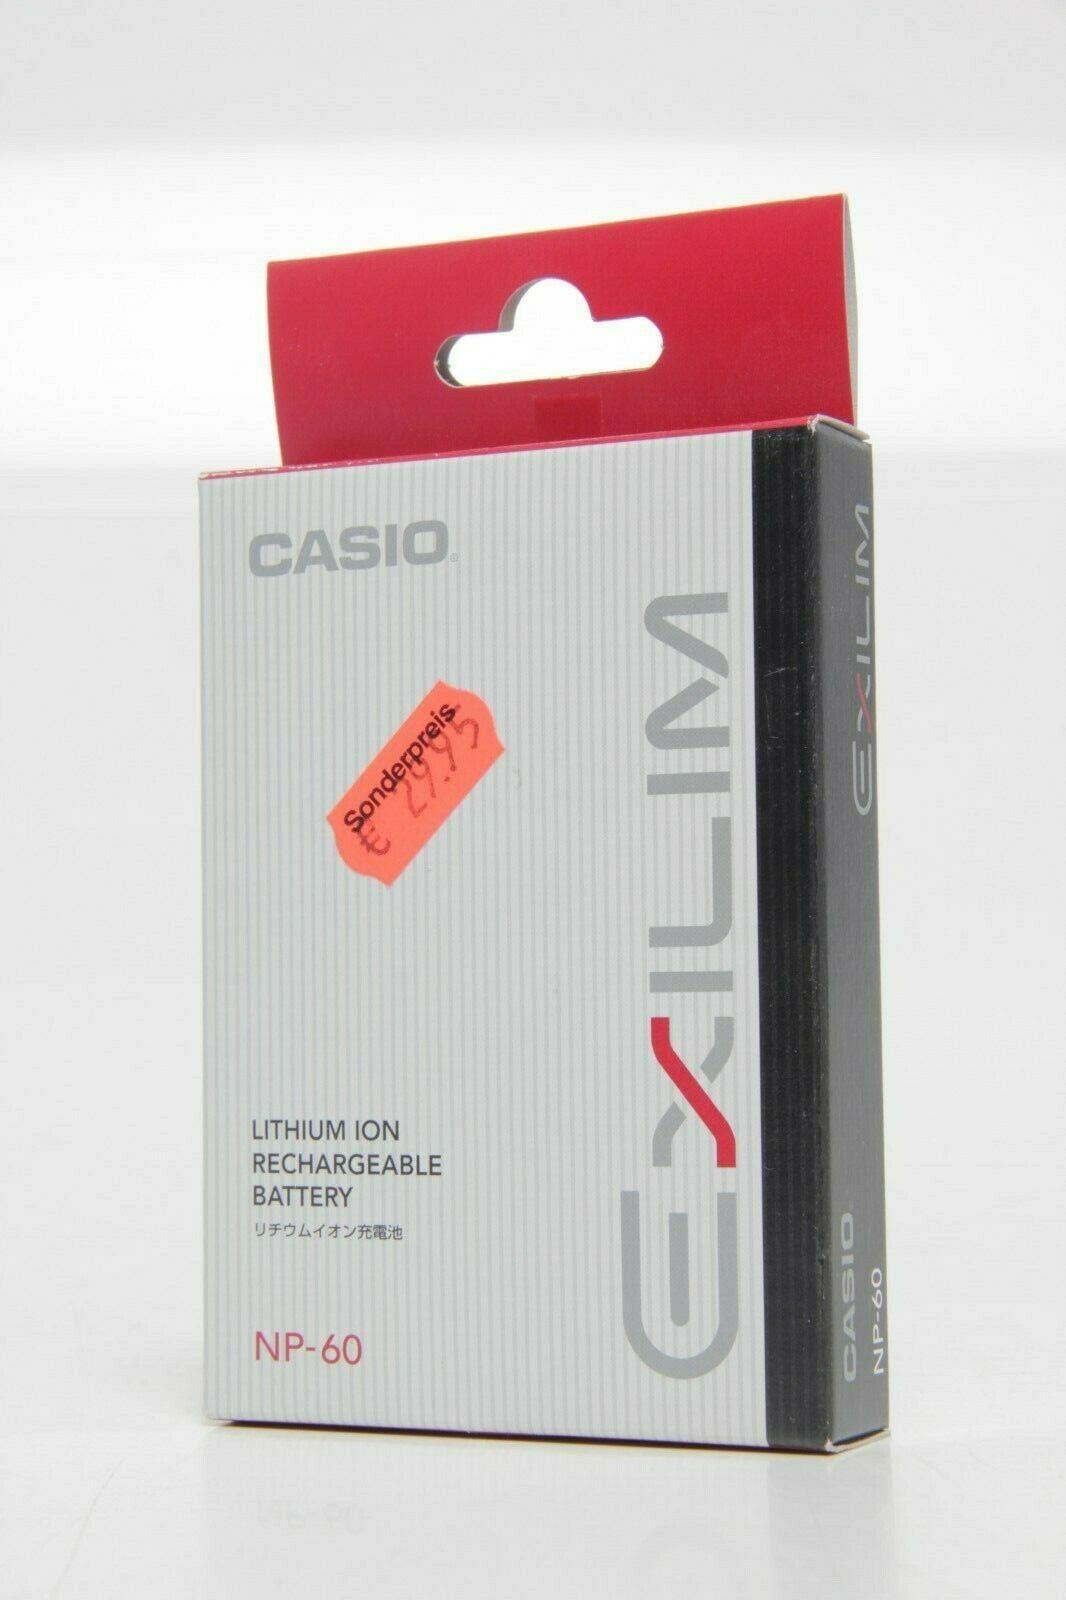 CASIO®
EXILIM
Sonderpreis
€ 29.95
LITHIUM ION
RECHARGEABLE
BATTERY
リチウムイオン充電池
NP-60
EXILIM
CASIO
NP-60